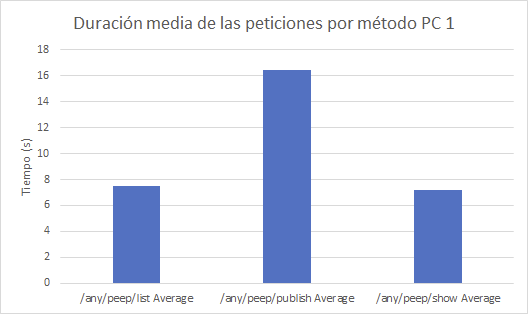 Duración media de las peticiones por método PC 1
18
16
14
12
10
8
6
4
2
0
Tiempo (s)
/any/peep/list Average
/any/peep/publish Average
/any/peep/show Average